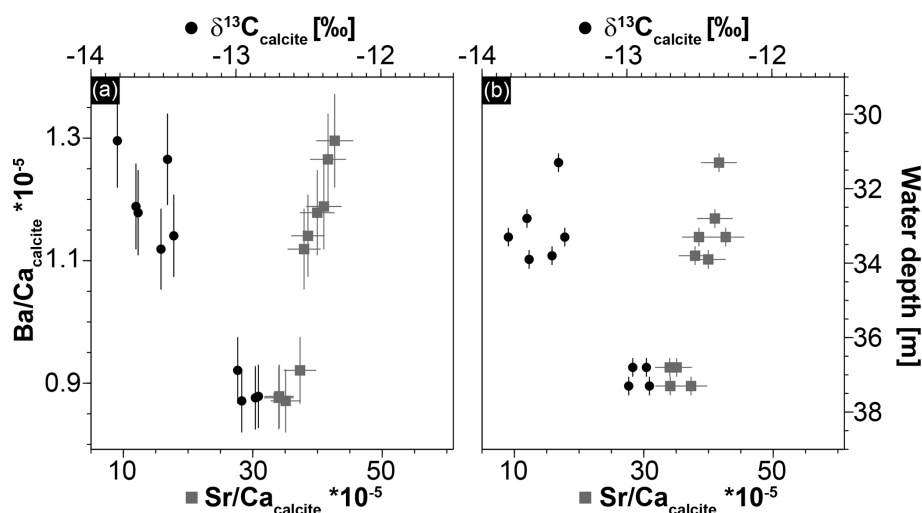 ● δ¹³Ccalcite [‰] ● δ¹³Ccalcite [‰]
-14 -13 -12 -14 -13 -12
(a) (b)
30
1.3
32
Ba/Cacalcite *10-5
Water depth [m]
34
1.1
36
0.9
38
10 30 50 10 30 50
■ Sr/Cacalcite *10-5 ■ Sr/Cacalcite *10-5